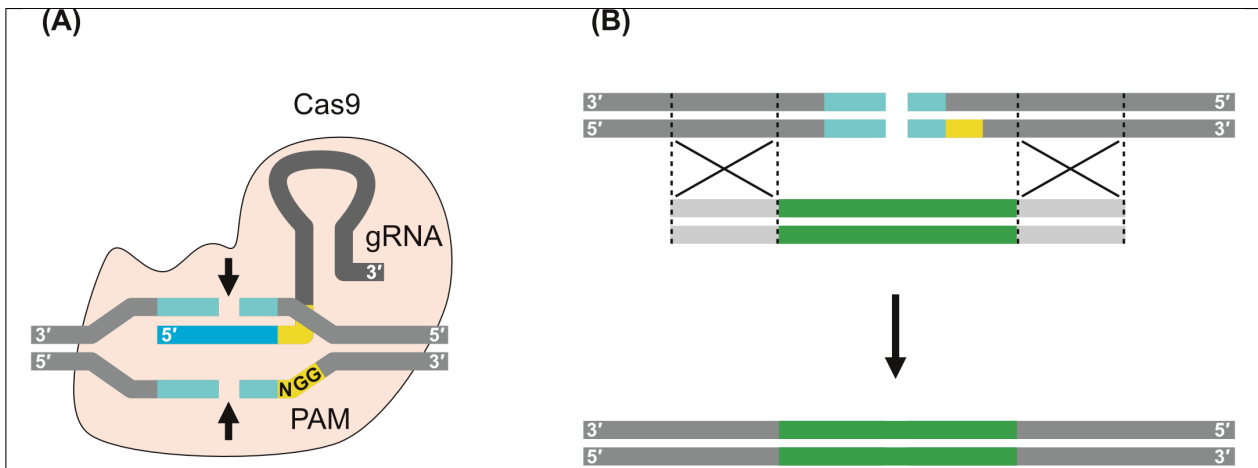 (A)
Cas9
gRNA
3′
3′ 5′ 5′
5′ 3′
NGG
PAM
(B)
3′ 5′
5′ 3′
3′ 5′
5′ 3′